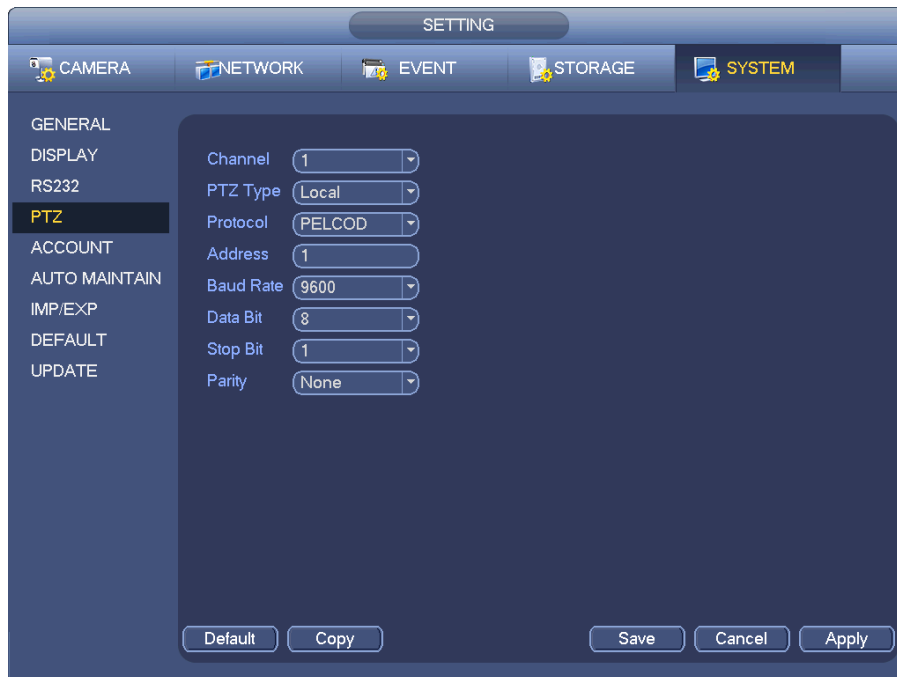 SETTING
CAMERA NETWORK EVENT STORAGE SYSTEM
GENERAL
DISPLAY
RS232
PTZ
ACCOUNT
AUTO MAINTAIN
IMP/EXP
DEFAULT
UPDATE
Channel 1
PTZ Type Local
Protocol PELCOD
Address 1
Baud Rate 9600
Data Bit 8
Stop Bit 1
Parity None
Default Copy Save Cancel Apply